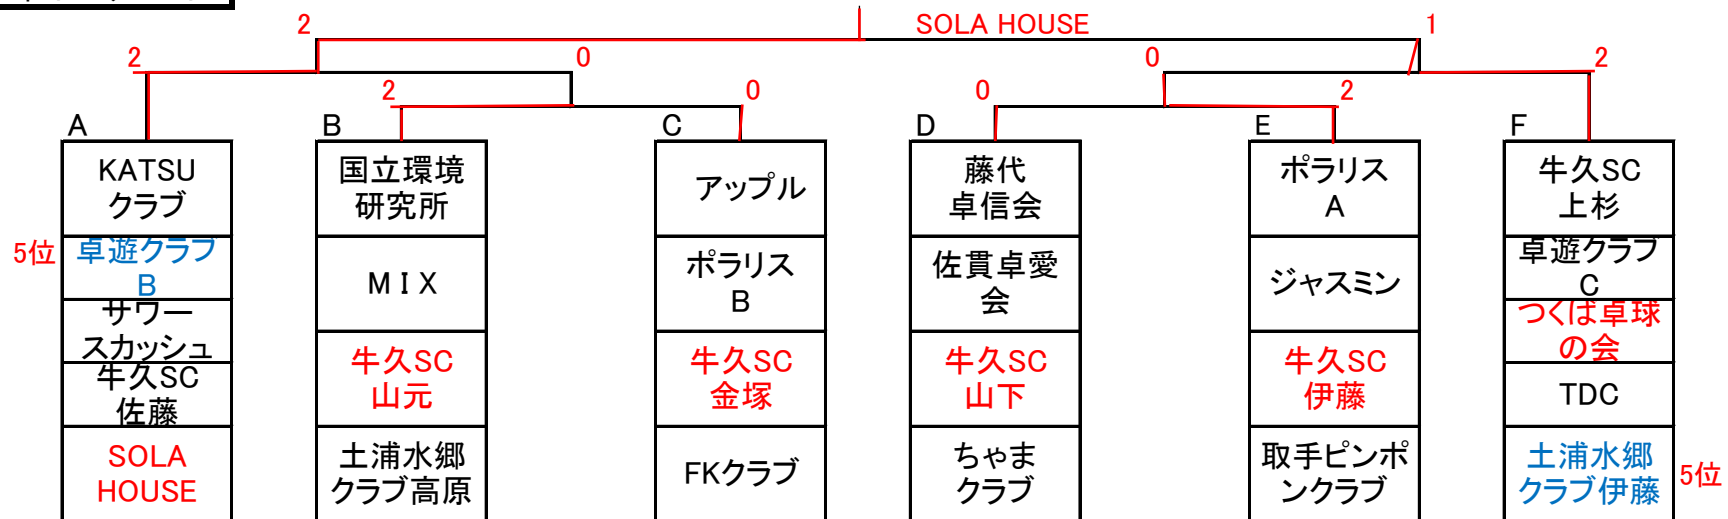 2 SOLA HOUSE 1
2 0 0 2
2 0 0 2
A B C D E F
KATSU
クラブ
5位
卓遊クラブ
B
サワー
スカッシュ
牛久SC
佐藤
SOLA
HOUSE
国立環境
研究所
ＭＩＸ
牛久SC
山元
土浦水郷
クラブ高原
アップル
ポラリス
B
牛久SC
金塚
FKクラブ
藤代
卓信会
佐貫卓愛
会
牛久SC
山下
ちゃま
クラブ
ポラリス
A
ジャスミン
牛久SC
伊藤
取手ピンポ
ンクラブ
牛久SC
上杉
卓遊クラブ
C
つくば卓球
の会
TDC
土浦水郷
クラブ伊藤
5位